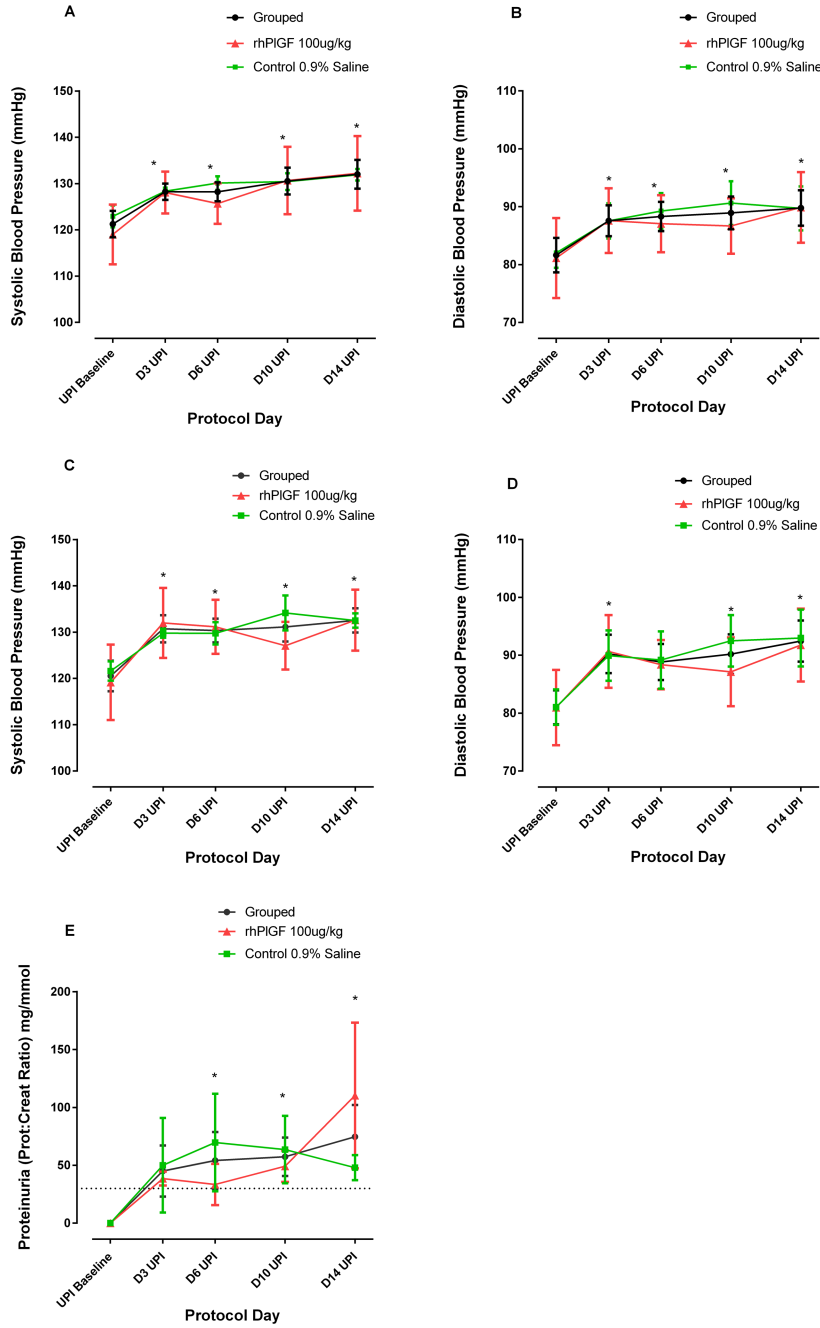 A
Grouped
rhPlGF 100ug/kg
Control 0.9% Saline
Systolic Blood Pressure (mmHg)
150
140
130
120
110
100
* * * *
UPI Baseline
D3 UPI
D6 UPI
D10 UPI
D14 UPI
Protocol Day
B
Grouped
rhPlGF 100ug/kg
Control 0.9% Saline
Diastolic Blood Pressure (mmHg)
110
100
90
80
70
* * * *
UPI Baseline
D3 UPI
D6 UPI
D10 UPI
D14 UPI
Protocol Day
C
Grouped
rhPlGF 100ug/kg
Control 0.9% Saline
Systolic Blood Pressure (mmHg)
150
140
130
120
110
100
* * * *
UPI Baseline
D3 UPI
D6 UPI
D10 UPI
D14 UPI
Protocol Day
D
Grouped
rhPlGF 100ug/kg
Control 0.9% Saline
Diastolic Blood Pressure (mmHg)
110
100
90
80
70
* * *
UPI Baseline
D3 UPI
D6 UPI
D10 UPI
D14 UPI
Protocol Day
E
Grouped
rhPlGF 100ug/kg
Control 0.9% Saline
Proteinuria (Prot:Creat Ratio) mg/mmol
200
150
100
50
0
* * *
UPI Baseline
D3 UPI
D6 UPI
D10 UPI
D14 UPI
Protocol Day